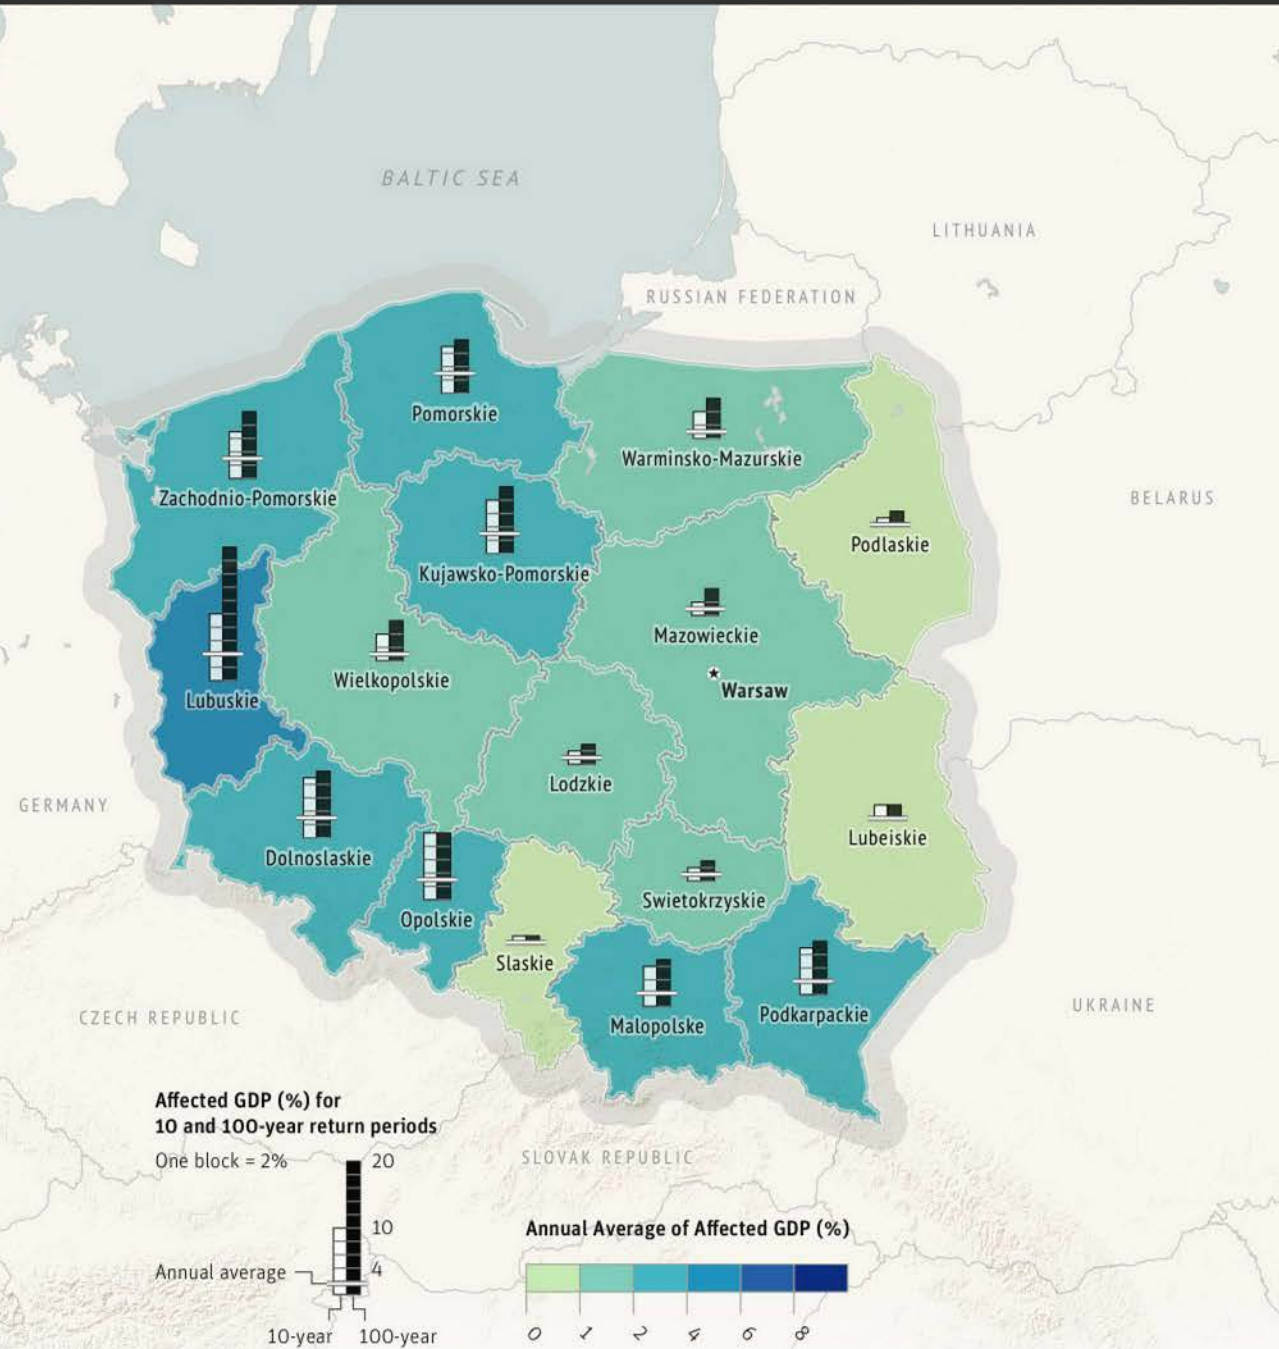 BALTIC SEA
LITHUANIA
RUSSIAN FEDERATION
Pomorskie
Warminsko-Mazurskie
Zachodnio-Pomorskie
BELARUS
Podlaskie
Kujawsko-Pomorskie
Mazowieckie
Wielkopolskie
Warsaw
Lubuskie
Lodzkie
GERMANY
Lubeiskie
Dolnoslaskie
Swietokrzyskie
Opolskie
Slaskie
UKRAINE
Podkarpackie
CZECH REPUBLIC
Malopolske
Affected GDP (%) for
10 and 100-year return periods
One block = 2%
20
SLOVAK REPUBLIC
10
Annual average
4
10-year
100-year
Annual Average of Affected GDP (%)
0 1 2 4 6 8